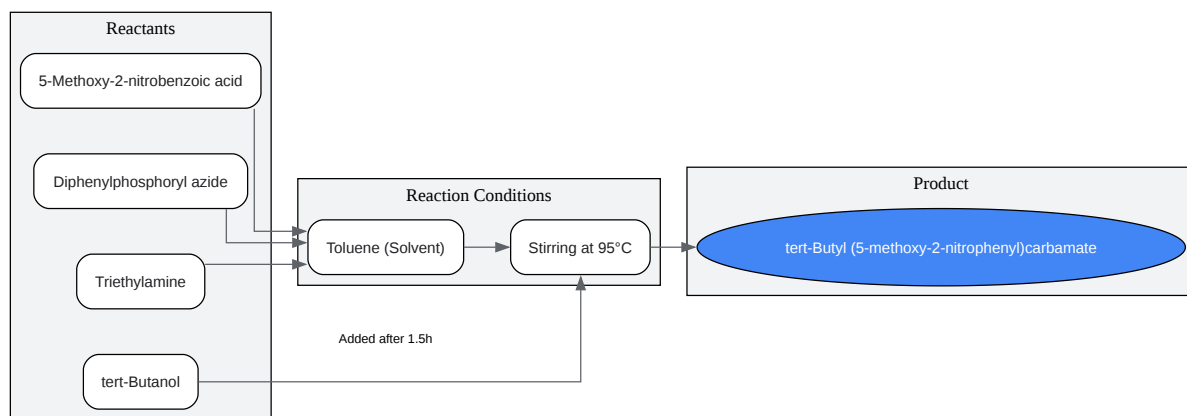 Reactants
5-Methoxy-2-nitrobenzoic acid
Diphenylphosphoryl azide
Triethylamine
tert-Butanol
Reaction Conditions
Toluene (Solvent)
Stirring at 95°C
Added after 1.5h
Product
tert-Butyl (5-methoxy-2-nitrophenyl)carbamate